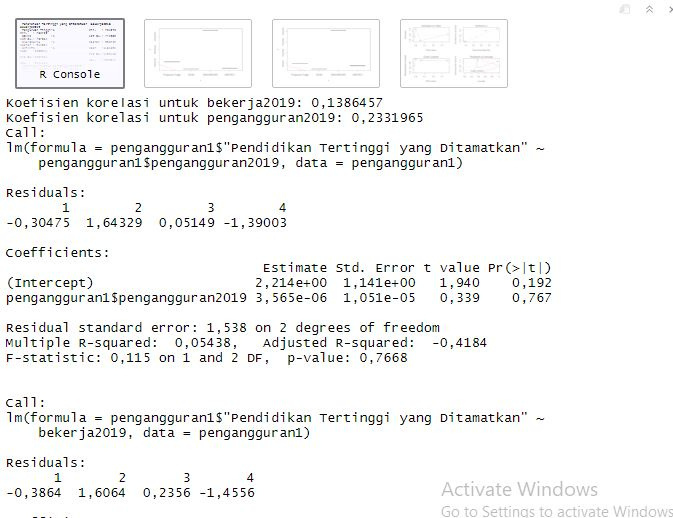 R Console
Koefisien korelasi untuk bekerja2019: 0,1386457
Koefisien korelasi untuk pengangguran2019: 0,2331965
Call:
lm(formula = pengangguran1$"Pendidikan Tertinggi yang Ditamatkan" ~
    pengangguran1$pengangguran2019, data = pengangguran1)
Residuals:
1 2 3 4
-0,30475 1,64329 0,05149 -1,39003
Coefficients:
Estimate Std. Error t value Pr(>|t|)
(Intercept) 2,214e+00 1,141e+00 1,940 0,192
pengangguran1$pengangguran2019 3,565e-06 1,051e-05 0,339 0,767
Residual standard error: 1,538 on 2 degrees of freedom
Multiple R-squared: 0,05438, Adjusted R-squared: -0,4184
F-statistic: 0,115 on 1 and 2 DF, p-value: 0,7668
Call:
lm(formula = pengangguran1$"Pendidikan Tertinggi yang Ditamatkan" ~
    bekerja2019, data = pengangguran1)
Residuals:
1 2 3 4
-0,3864 1,6064 0,2356 -1,4556
Activate Windows
Go to Settings to activate Windows